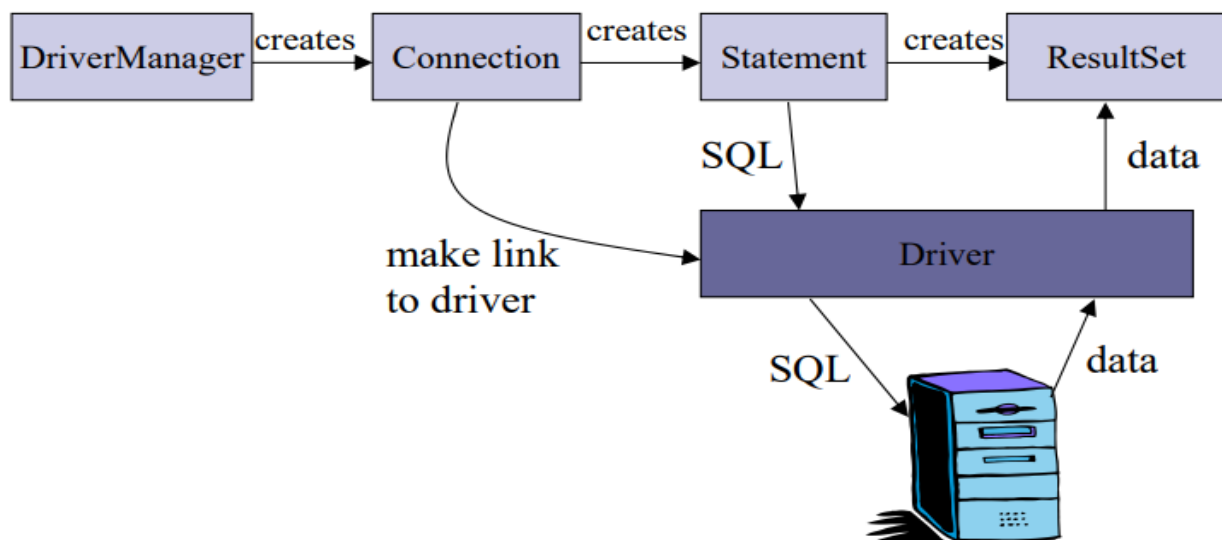 DriverManager
creates
Connection
creates
Statement
creates
ResultSet
SQL
data
make link
to driver
Driver
SQL
data